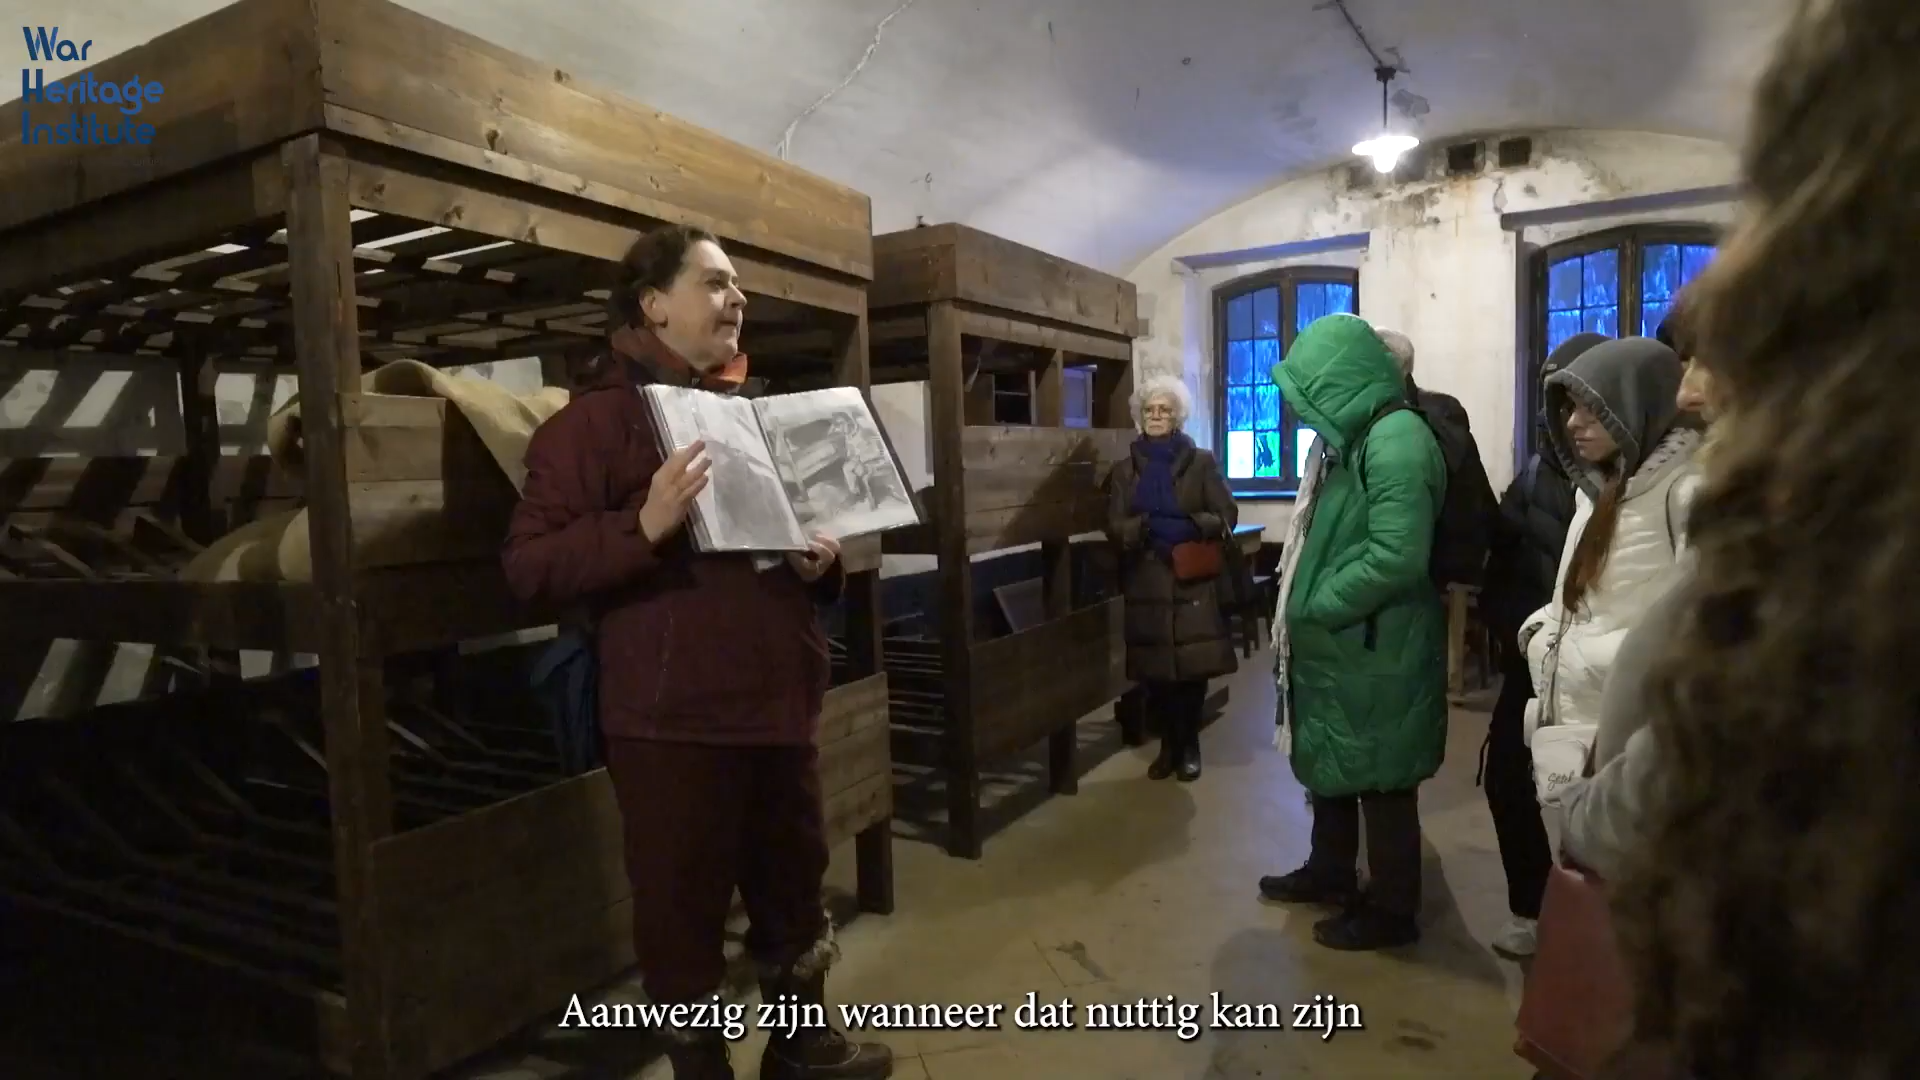 War
Heritage
Institute
Aanwezig zijn wanneer dat nuttig kan zijn